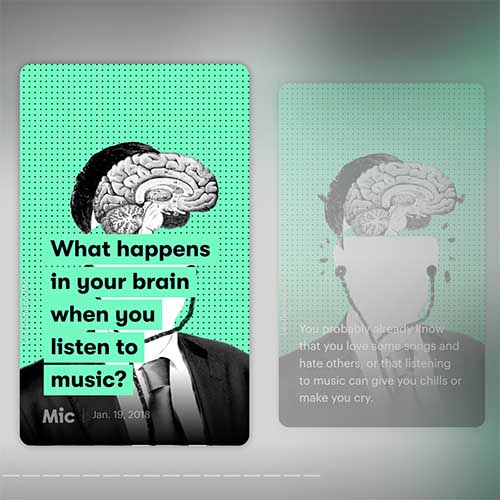 What happens
in your brain
when you
listen to
music?
Mic | Jan. 19, 2018
You probably already know
that you love some songs and
hate others, or that listening
to music can give you chills or
make you cry.